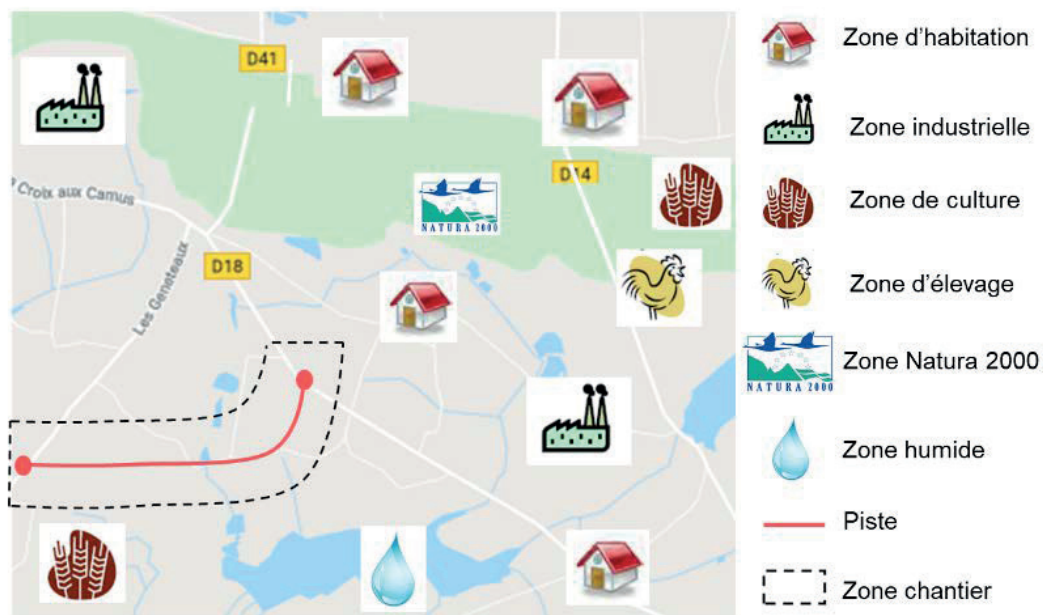 D41
D14
Croix aux Camus
NATURA 2000
D18
Les Géneteaux
Zone d'habitation
Zone industrielle
Zone de culture
Zone d'élevage
NATURA 2000
Zone Natura 2000
Zone humide
Piste
Zone chantier